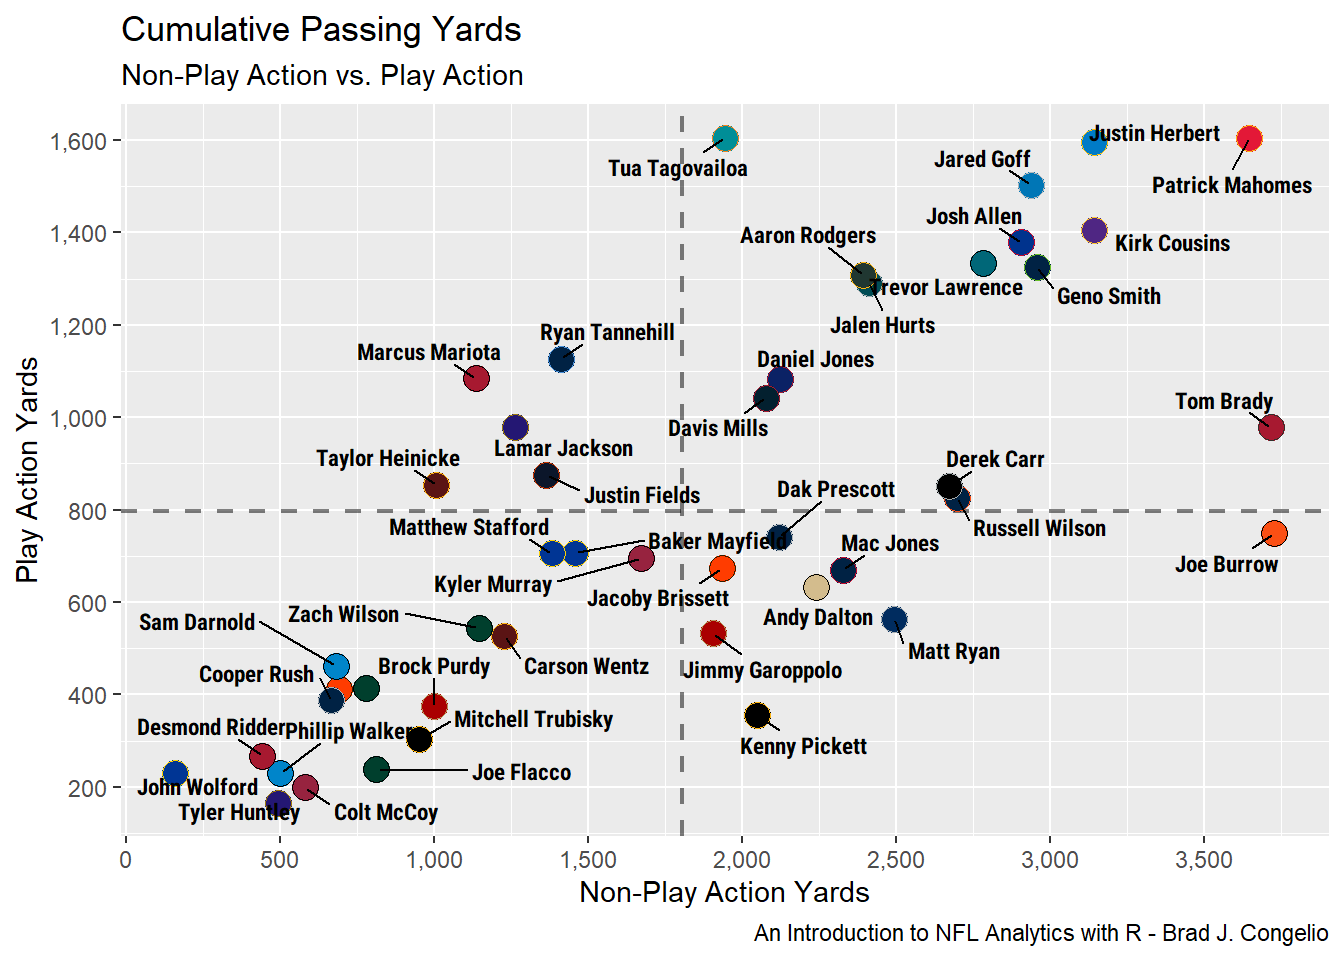 Cumulative Passing Yards
Non-Play Action vs. Play Action
Play Action Yards
1,600
1,400
1,200
1,000
800
600
400
200
Justin Herbert
Tua Tagovailoa
Jared Goff
Patrick Mahomes
Josh Allen
Aaron Rodgers
Kirk Cousins
Trevor Lawrence
Geno Smith
Jalen Hurts
Ryan Tannehill
Marcus Mariota
Daniel Jones
Tom Brady
Davis Mills
Lamar Jackson
Taylor Heinicke
Derek Carr
Justin Fields
Dak Prescott
Matthew Stafford
Russell Wilson
Baker Mayfield
Mac Jones
Joe Burrow
Kyler Murray
Jacoby Brissett
Zach Wilson
Andy Dalton
Sam Darnold
Matt Ryan
Brock Purdy
Carson Wentz
Jimmy Garoppolo
Cooper Rush
Mitchell Trubisky
Desmond Ridder
Phillip Walker
Kenny Pickett
Joe Flacco
John Wolford
Tyler Huntley
Colt McCoy
0
500
1,000
1,500
2,000
2,500
3,000
3,500
Non-Play Action Yards
An Introduction to NFL Analytics with R - Brad J. Congelio